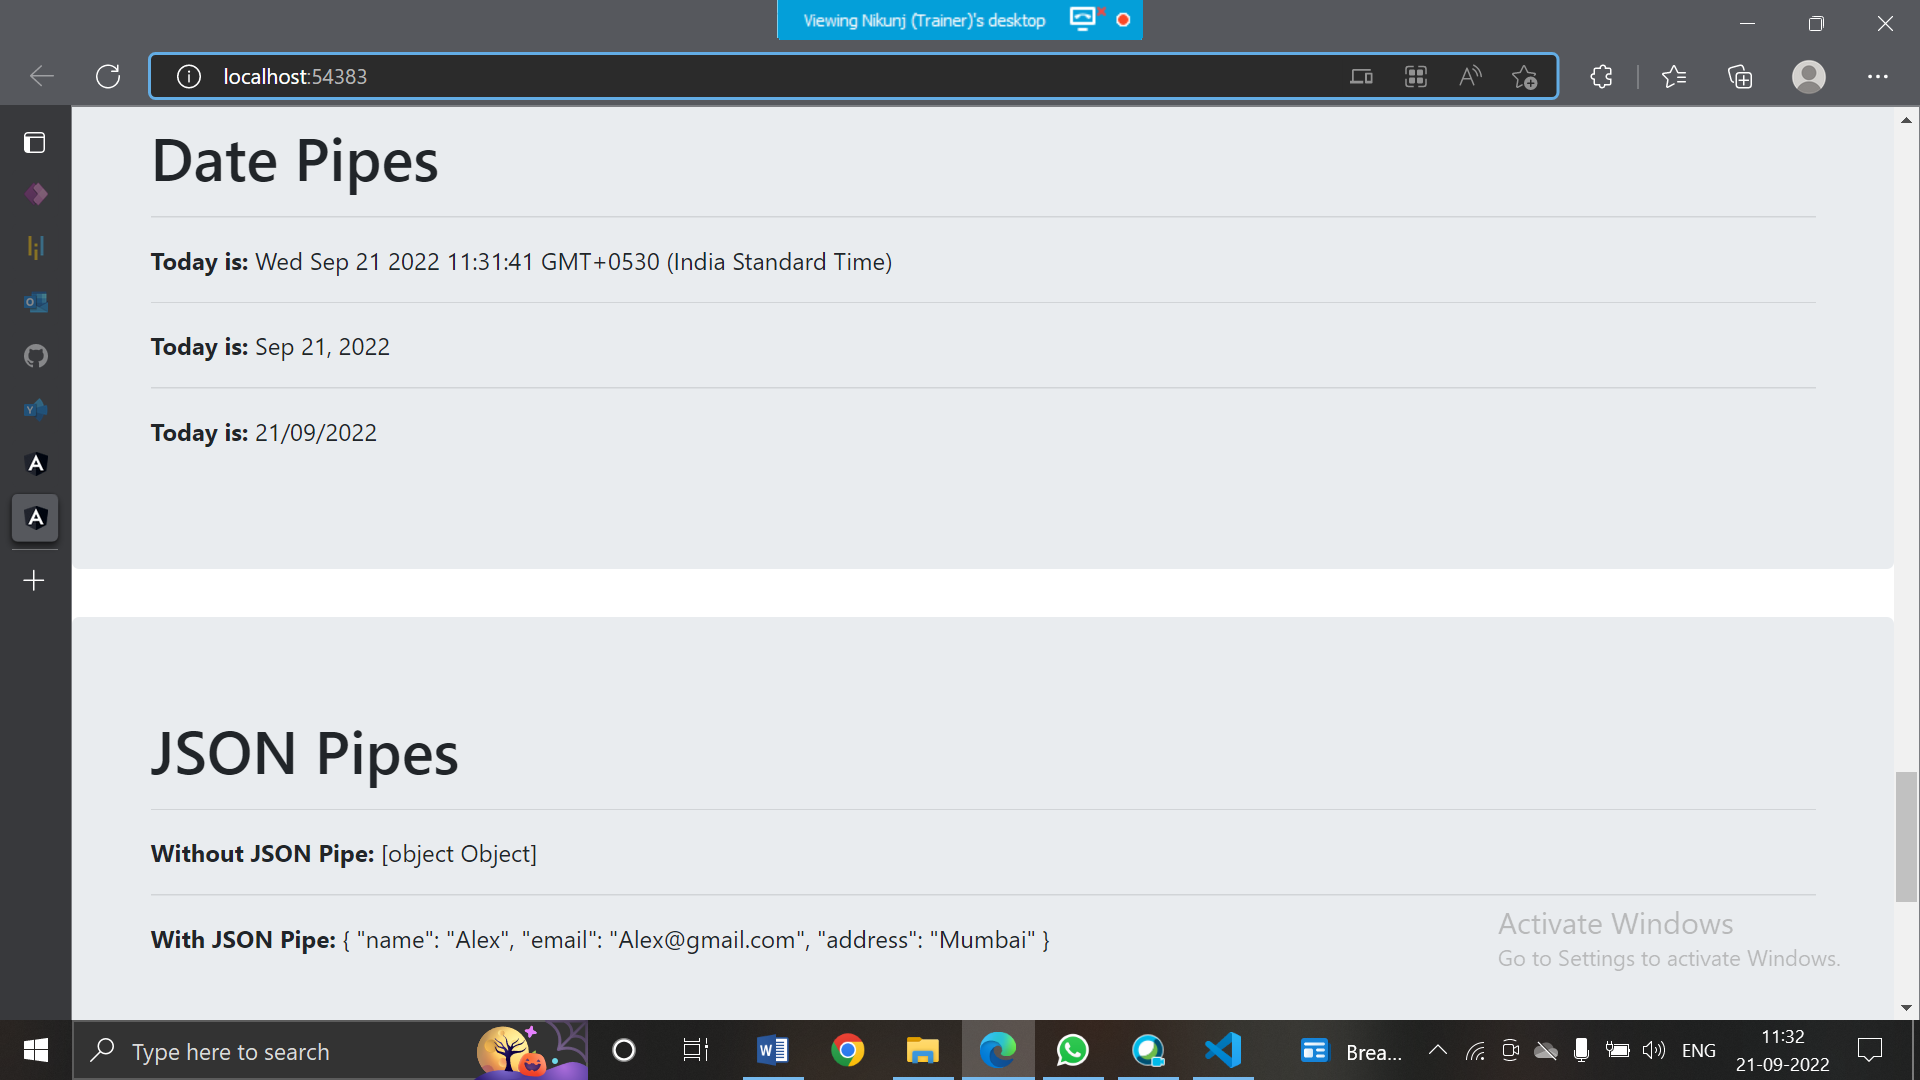 Viewing Nikunj (Trainer)'s desktop
localhost:54383
Date Pipes
Today is: Wed Sep 21 2022 11:31:41 GMT+0530 (India Standard Time)
Today is: Sep 21, 2022
Today is: 21/09/2022
JSON Pipes
Without JSON Pipe: [object Object]
With JSON Pipe: { "name": "Alex", "email": "Alex@gmail.com", "address": "Mumbai" }
Activate Windows
Go to Settings to activate Windows.
Type here to search
Brea...
ENG
11:32
21-09-2022